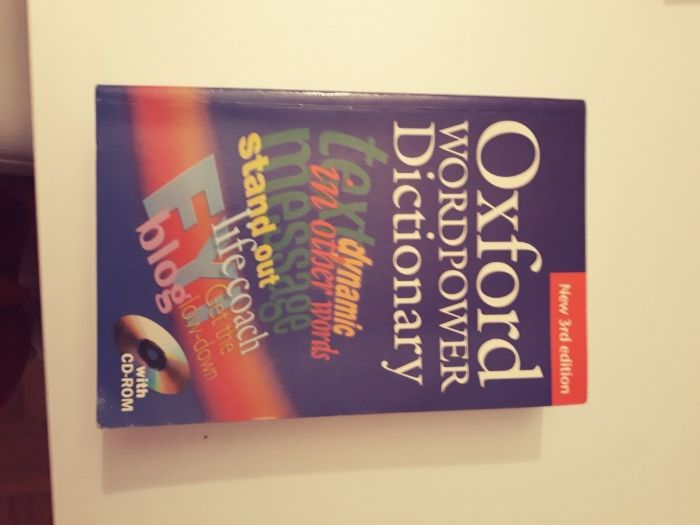 New 3rd edition
Oxford
WORDPOWER
Dictionary
text
dynamic
in other words
message
stand out
life coach
FYI
Get the
low-down
blog
with
CD-ROM